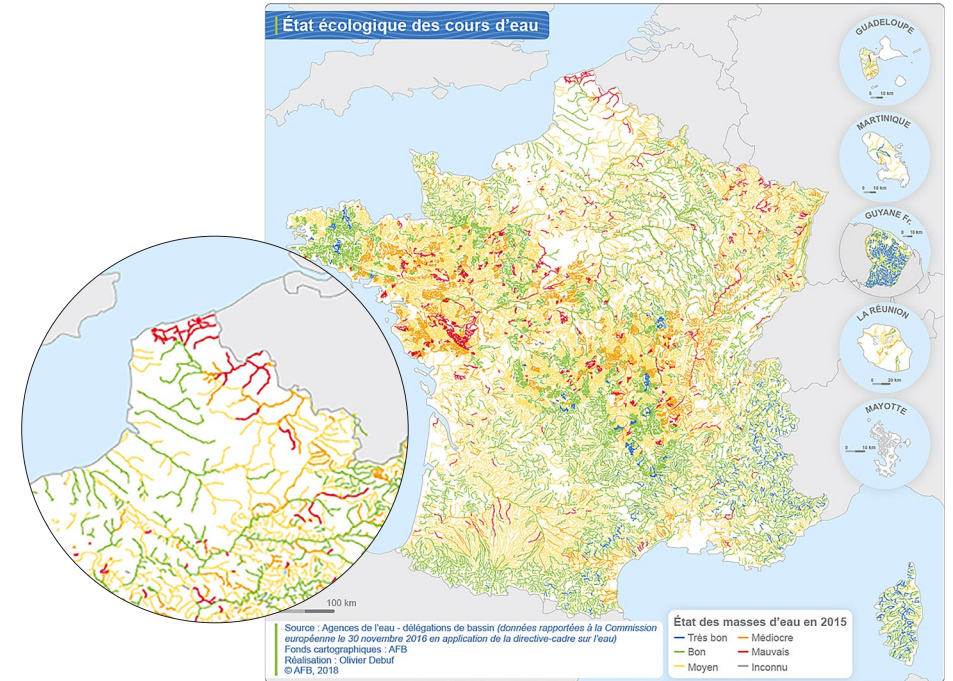 État écologique des cours d'eau
GUADELOUPE
0 10 km
MARTINIQUE
0 10 km
GUYANE Fr.
0 10 km
LA RÉUNION
0 20 km
MAYOTTE
0 10 km
100 km
Source : Agences de l'eau - délégations de bassin (données rapportées à la Commission
européenne le 30 novembre 2016 en application de la directive-cadre sur l'eau)
Fonds cartographiques : AFB
Réalisation : Olivier Debuf
© AFB, 2018
État des masses d'eau en 2015
Très bon
Médiocre
Bon
Mauvais
Moyen
Inconnu